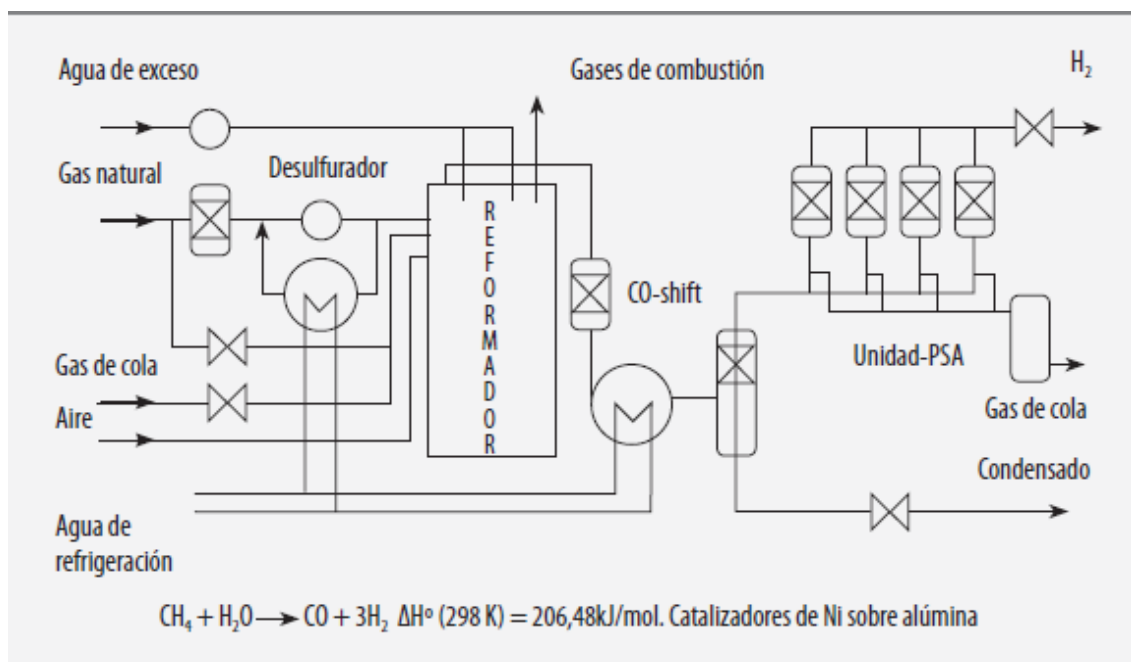 Agua de exceso
Gases de combustión
H₂
Gas natural
Desulfurador
REFORMADOR
CO-shift
Unidad-PSA
Gas de cola
Aire
Gas de cola
Condensado
Agua de
refrigeración
CH₄ + H₂O → CO + 3H₂ ΔHº (298 K) = 206,48kJ/mol. Catalizadores de Ni sobre alúmina